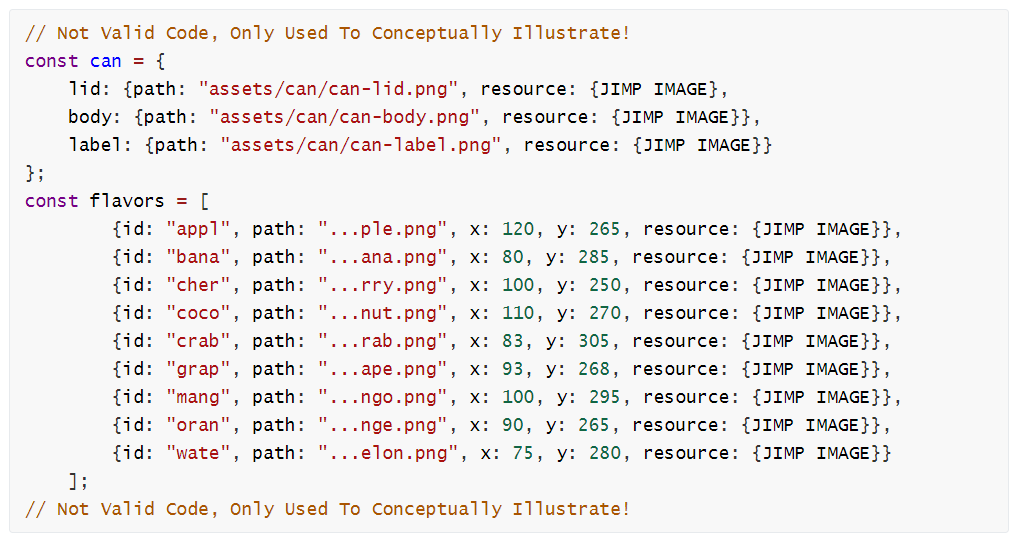 // Not Valid Code, Only Used To Conceptually Illustrate!
const can = {
    lid: {path: "assets/can/can-lid.png", resource: {JIMP IMAGE},
    body: {path: "assets/can/can-body.png", resource: {JIMP IMAGE}},
    label: {path: "assets/can/can-label.png", resource: {JIMP IMAGE}}
};
const flavors = [
        {id: "appl", path: "...ple.png", x: 120, y: 265, resource: {JIMP IMAGE}},
        {id: "bana", path: "...ana.png", x: 80, y: 285, resource: {JIMP IMAGE}},
        {id: "cher", path: "...rry.png", x: 100, y: 250, resource: {JIMP IMAGE}},
        {id: "coco", path: "...nut.png", x: 110, y: 270, resource: {JIMP IMAGE}},
        {id: "crab", path: "...rab.png", x: 83, y: 305, resource: {JIMP IMAGE}},
        {id: "grap", path: "...ape.png", x: 93, y: 268, resource: {JIMP IMAGE}},
        {id: "mang", path: "...ngo.png", x: 100, y: 295, resource: {JIMP IMAGE}},
        {id: "oran", path: "...nge.png", x: 90, y: 265, resource: {JIMP IMAGE}},
        {id: "wate", path: "...elon.png", x: 75, y: 280, resource: {JIMP IMAGE}}
    ];
// Not Valid Code, Only Used To Conceptually Illustrate!